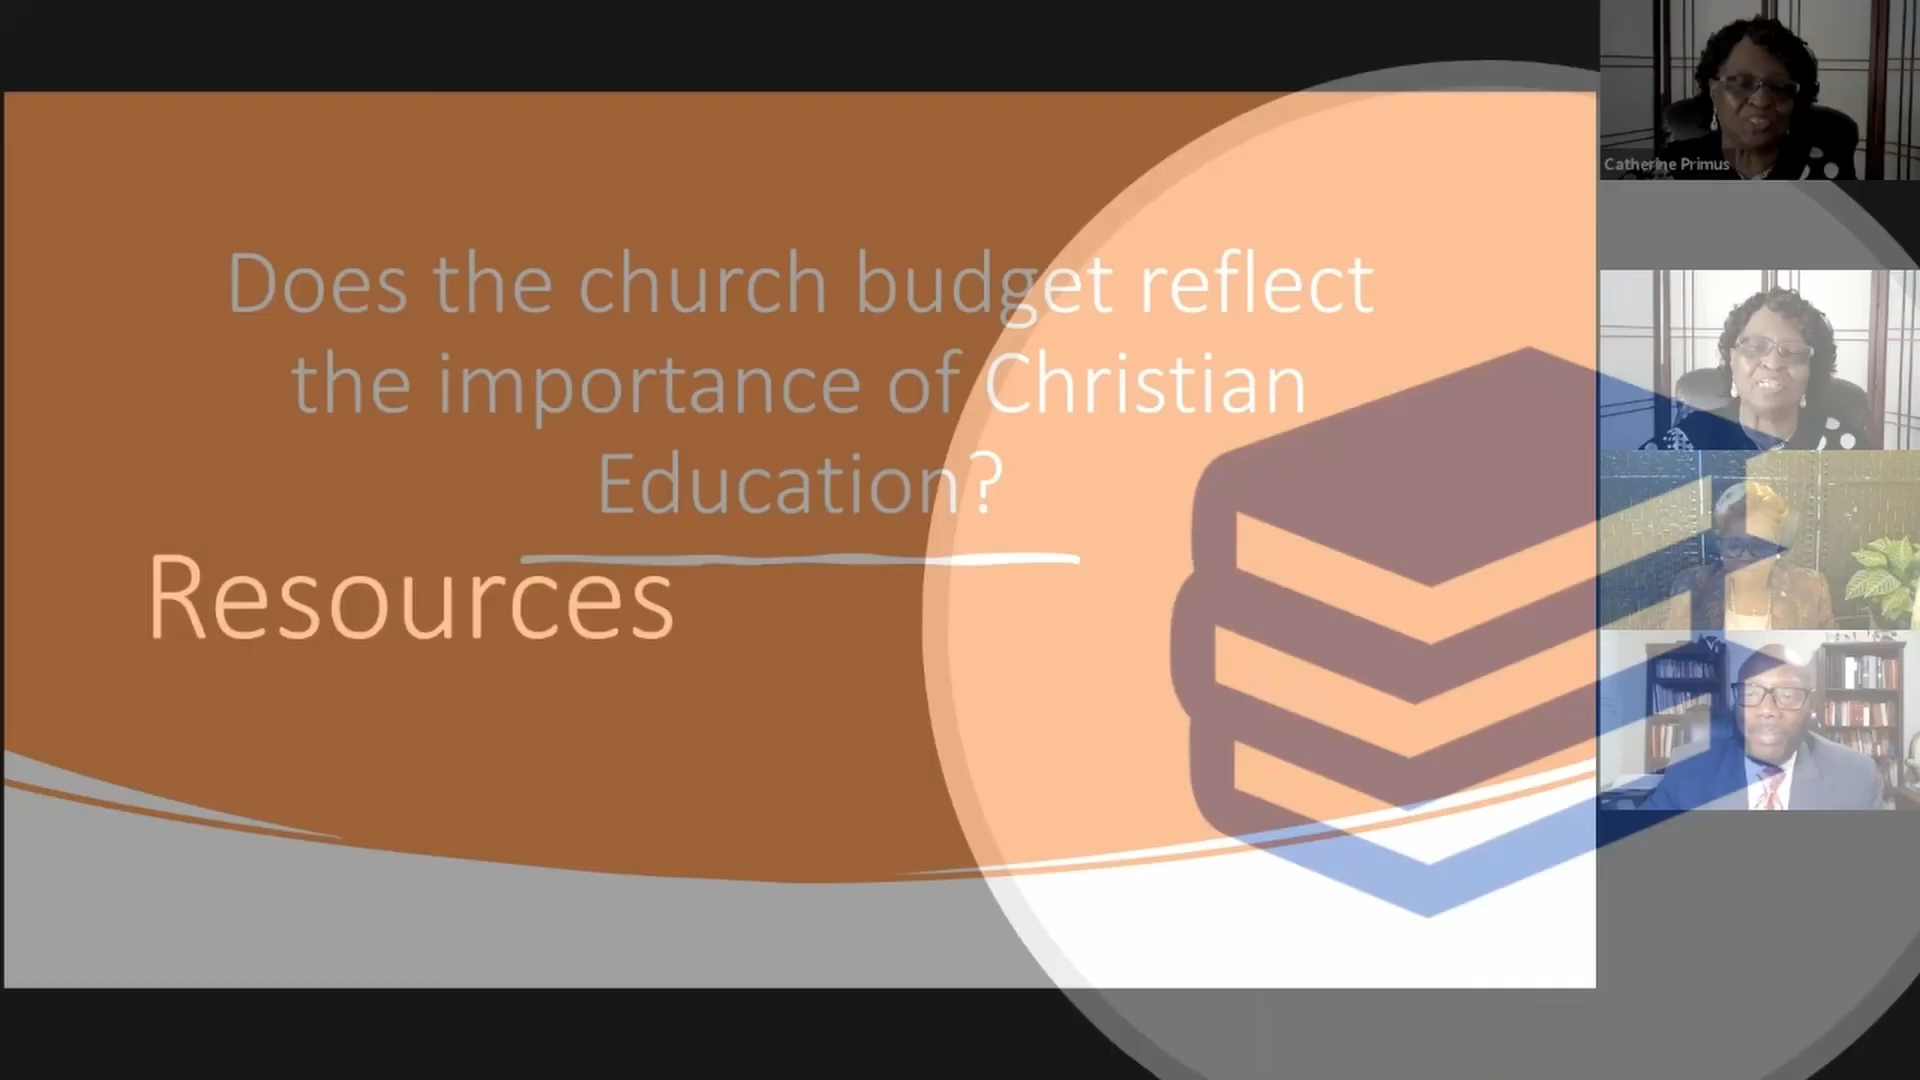 Does the church budget reflect
the importance of Christian
Education?
Resources
Catherine Primus